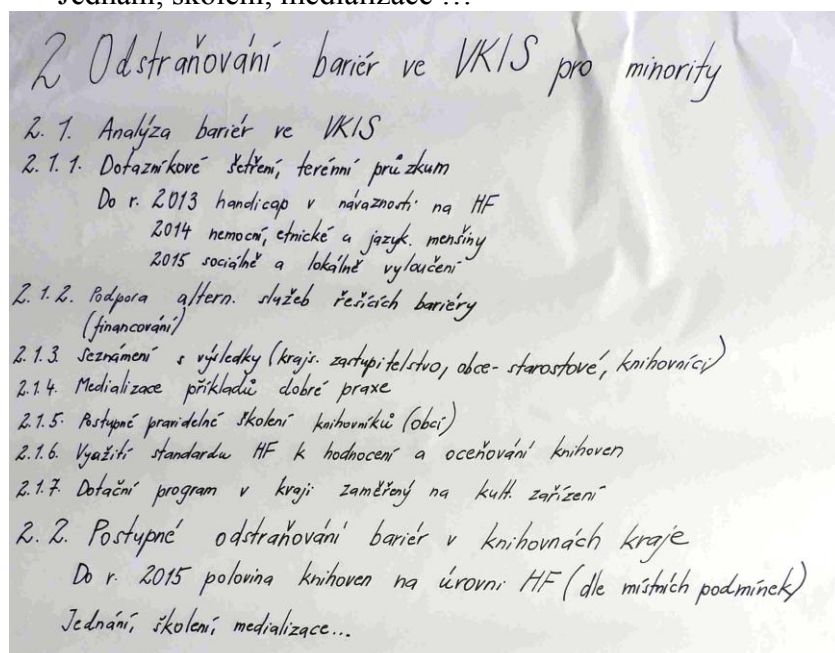 Jednání, školení, medializace …
2 Odstraňování bariér ve VKIS pro minority
2.1. Analýza bariér ve VKIS
2.1.1. Dotazníkové šetření, terénní průzkum
Do r. 2013 handicap v návaznosti na HF
2014 nemocní, etnické a jazyk. menšiny
2015 sociálně a lokálně vyloučení
2.1.2. Podpora altern. služeb řešících bariéry
(financování)
2.1.3. Seznámení s výsledky (krajs. zastupitelstvo, obce - starostové, knihovníci)
2.1.4. Medializace příkladů dobré praxe
2.1.5. Postupné pravidelné školení knihovníků (obcí)
2.1.6. Využití standardu HF k hodnocení a oceňování knihoven
2.1.7. Dotační program v kraji zaměřený na kult. zařízení
2.2. Postupné odstraňování bariér v knihovnách kraje
Do r. 2015 polovina knihoven na úrovni HF (dle místních podmínek)
Jednání, školení, medializace...